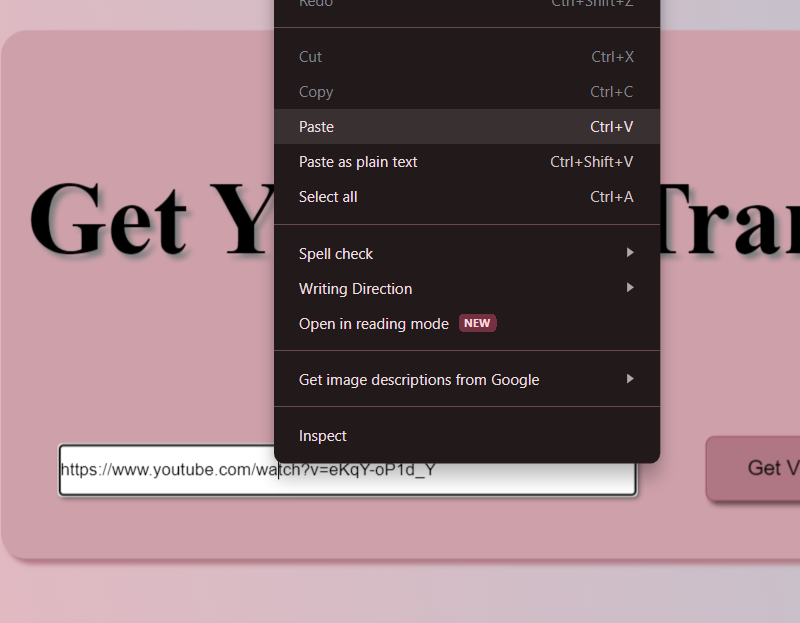 Redo Ctrl+Shift+Z
Cut Ctrl+X
Copy Ctrl+C
Paste Ctrl+V
Paste as plain text Ctrl+Shift+V
Select all Ctrl+A
Get Y Tran
Spell check
Writing Direction
Open in reading mode NEW
Get image descriptions from Google
Inspect
https://www.youtube.com/watch?v=eKqY-oP1d_Y
Get V